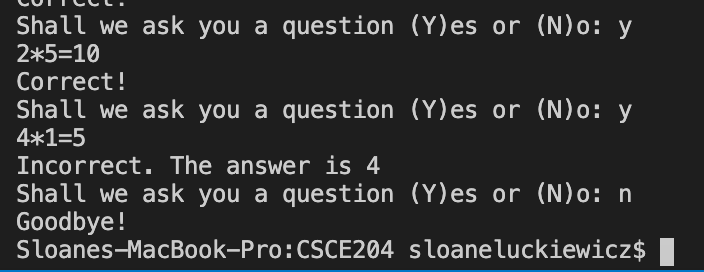 Correct!
Shall we ask you a question (Y)es or (N)o: y
2*5=10
Correct!
Shall we ask you a question (Y)es or (N)o: y
4*1=5
Incorrect. The answer is 4
Shall we ask you a question (Y)es or (N)o: n
Goodbye!
Sloanes-MacBook-Pro:CSCE204 sloaneluckiewicz$